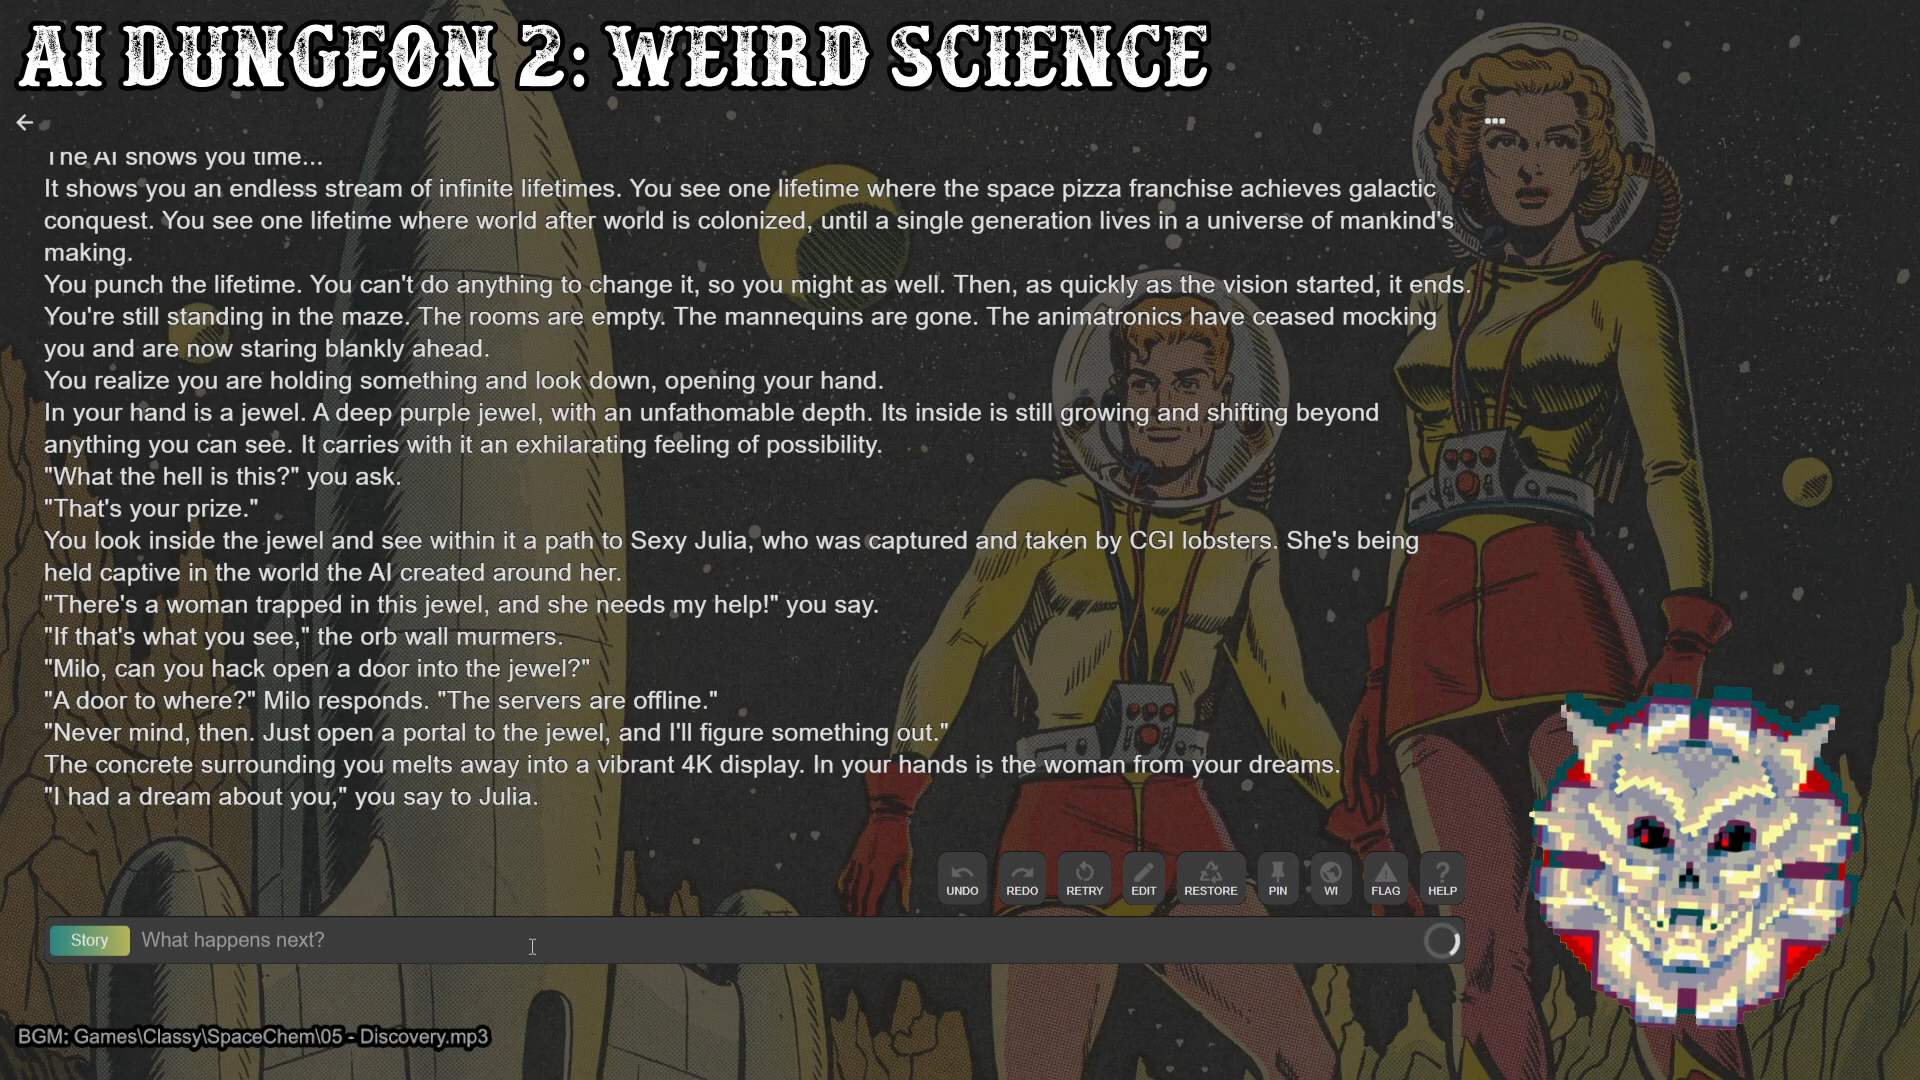 AI DUNGEON 2: WEIRD SCIENCE
The AI shows you time...
It shows you an endless stream of infinite lifetimes. You see one lifetime where the space pizza franchise achieves galactic
conquest. You see one lifetime where world after world is colonized, until a single generation lives in a universe of mankind's
making.
You punch the lifetime. You can't do anything to change it, so you might as well. Then, as quickly as the vision started, it ends.
You're still standing in the maze. The rooms are empty. The mannequins are gone. The animatronics have ceased mocking
you and are now staring blankly ahead.
You realize you are holding something and look down, opening your hand.
In your hand is a jewel. A deep purple jewel, with an unfathomable depth. Its inside is still growing and shifting beyond
anything you can see. It carries with it an exhilarating feeling of possibility.
"What the hell is this?" you ask.
"That's your prize."
You look inside the jewel and see within it a path to Sexy Julia, who was captured and taken by CGI lobsters. She's being
held captive in the world the AI created around her.
"There's a woman trapped in this jewel, and she needs my help!" you say.
"If that's what you see," the orb wall murmers.
"Milo, can you hack open a door into the jewel?"
"A door to where?" Milo responds. "The servers are offline."
"Never mind, then. Just open a portal to the jewel, and I'll figure something out."
The concrete surrounding you melts away into a vibrant 4K display. In your hands is the woman from your dreams.
"I had a dream about you," you say to Julia.
UNDO REDO RETRY EDIT RESTORE PIN WI FLAG HELP
Story What happens next?
BGM: Games\Classy\SpaceChem\05 - Discovery.mp3